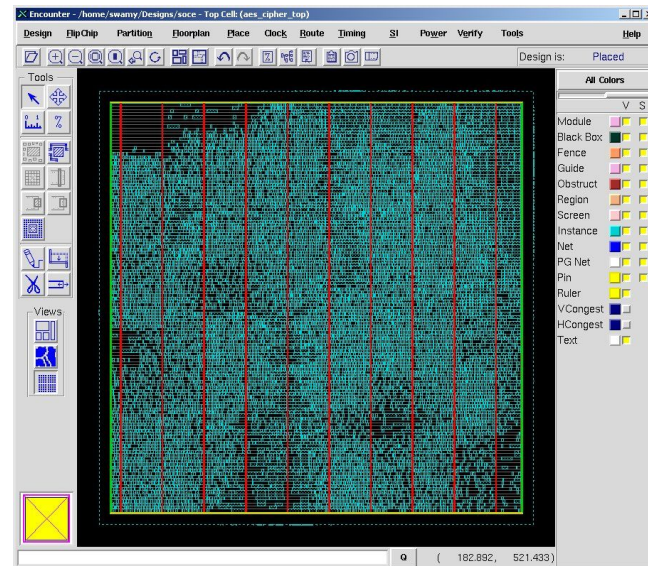 Encounter - /home/swamy/Designs/soce - Top Cell: (aes_cipher_top)
Design FlipChip Partition Floorplan Place Clock Route Timing SI Power Verify Tools Help
Design is: Placed
Tools
All Colors
V S
Module
Black Box
Fence
Guide
Obstruct
Region
Screen
Instance
Net
PG Net
Pin
Ruler
VCongest
HCongest
Text
Views
Q ( 182.892, 521.433)